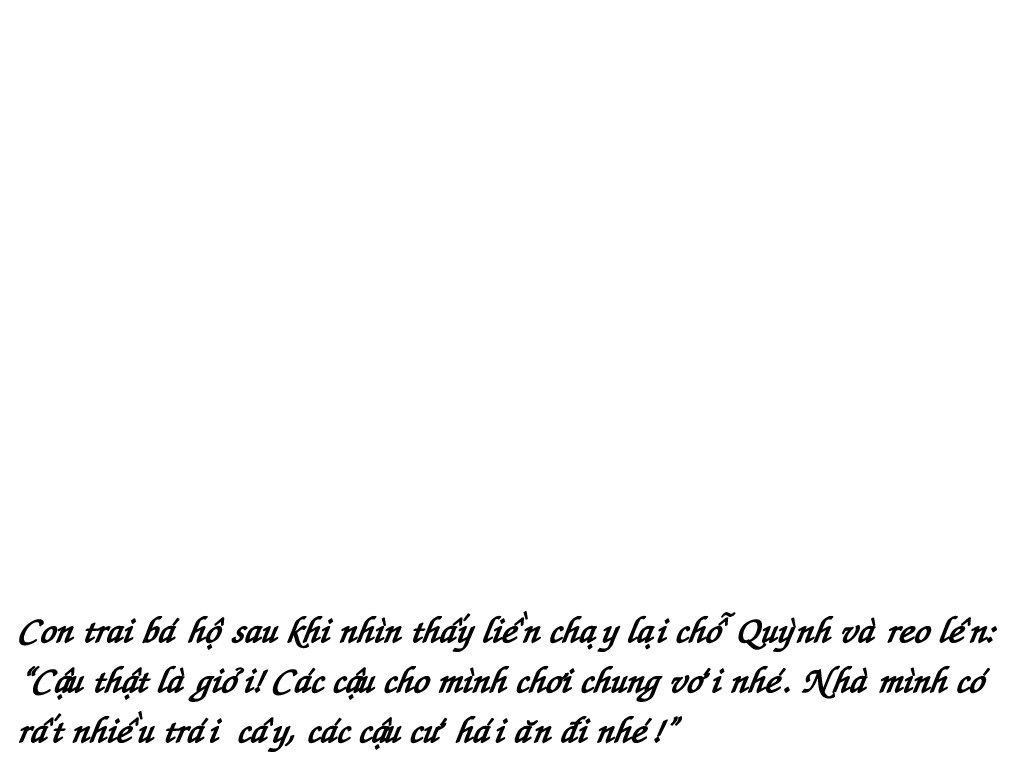 Con trai bá hộ sau khi nhìn thấy liền chạy lại chỗ Quỳnh và reo lên:
“Cậu thật là giỏi! Các cậu cho mình chơi chung với nhé. Nhà mình có
rất nhiều trái cây, các cậu cứ hái ăn đi nhé!”